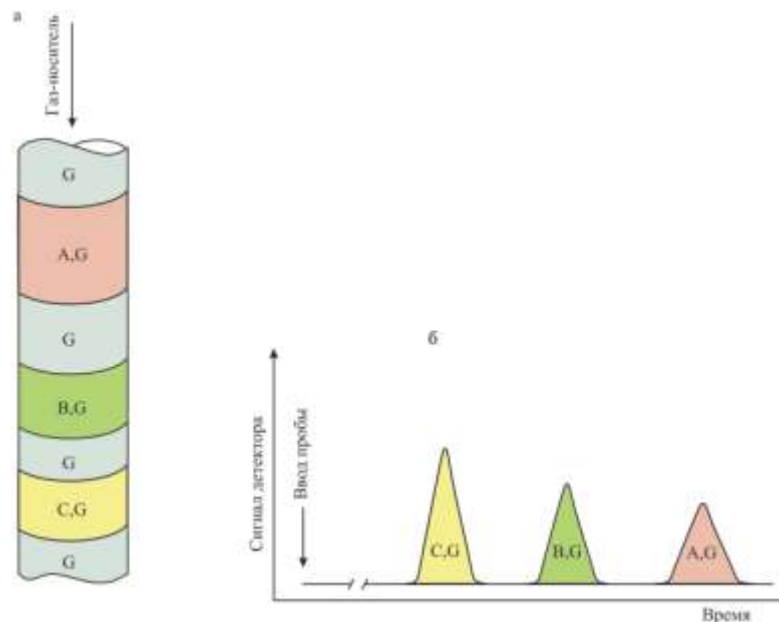 а
Газ-носитель
G
A,G
G
B,G
G
C,G
G
б
Сигнал детектора
Ввод пробы
C,G
B,G
A,G
Время